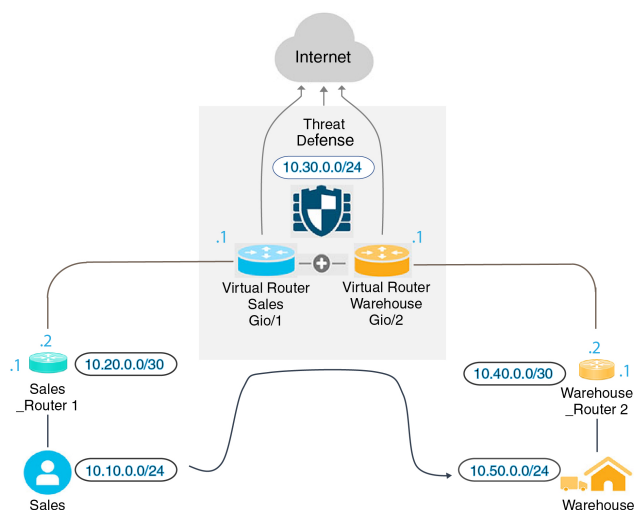 Internet
Threat
Defense
10.30.0.0/24
.1
.1
Virtual Router
Sales
Gio/1
Virtual Router
Warehouse
Gio/2
.2
.1
10.20.0.0/30
Sales
_Router 1
10.40.0.0/30
.2
.1
Warehouse
_Router 2
10.10.0.0/24
Sales
10.50.0.0/24
Warehouse